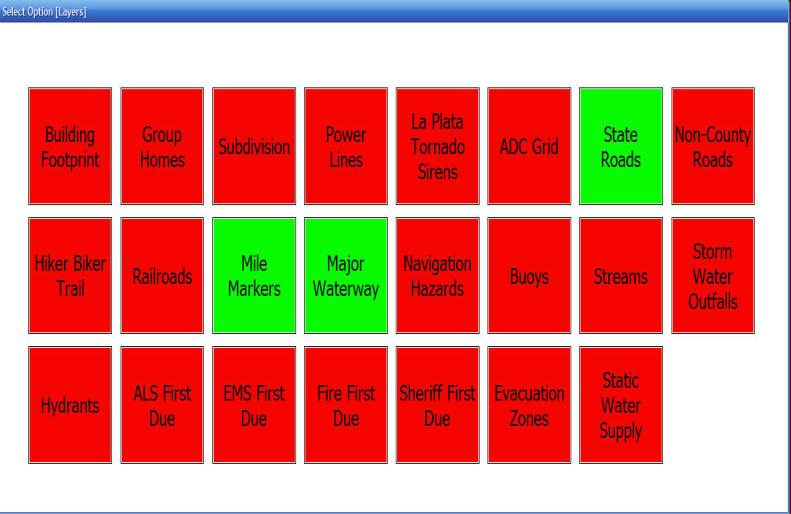 Select Option [Layers]
Building
Footprint
Group
Homes
Subdivision
Power
Lines
La Plata
Tornado
Sirens
ADC Grid
State
Roads
Non-County
Roads
Hiker Biker
Trail
Railroads
Mile
Markers
Major
Waterway
Navigation
Hazards
Buoys
Streams
Storm
Water
Outfalls
Hydrants
ALS First
Due
EMS First
Due
Fire First
Due
Sheriff First
Due
Evacuation
Zones
Static
Water
Supply